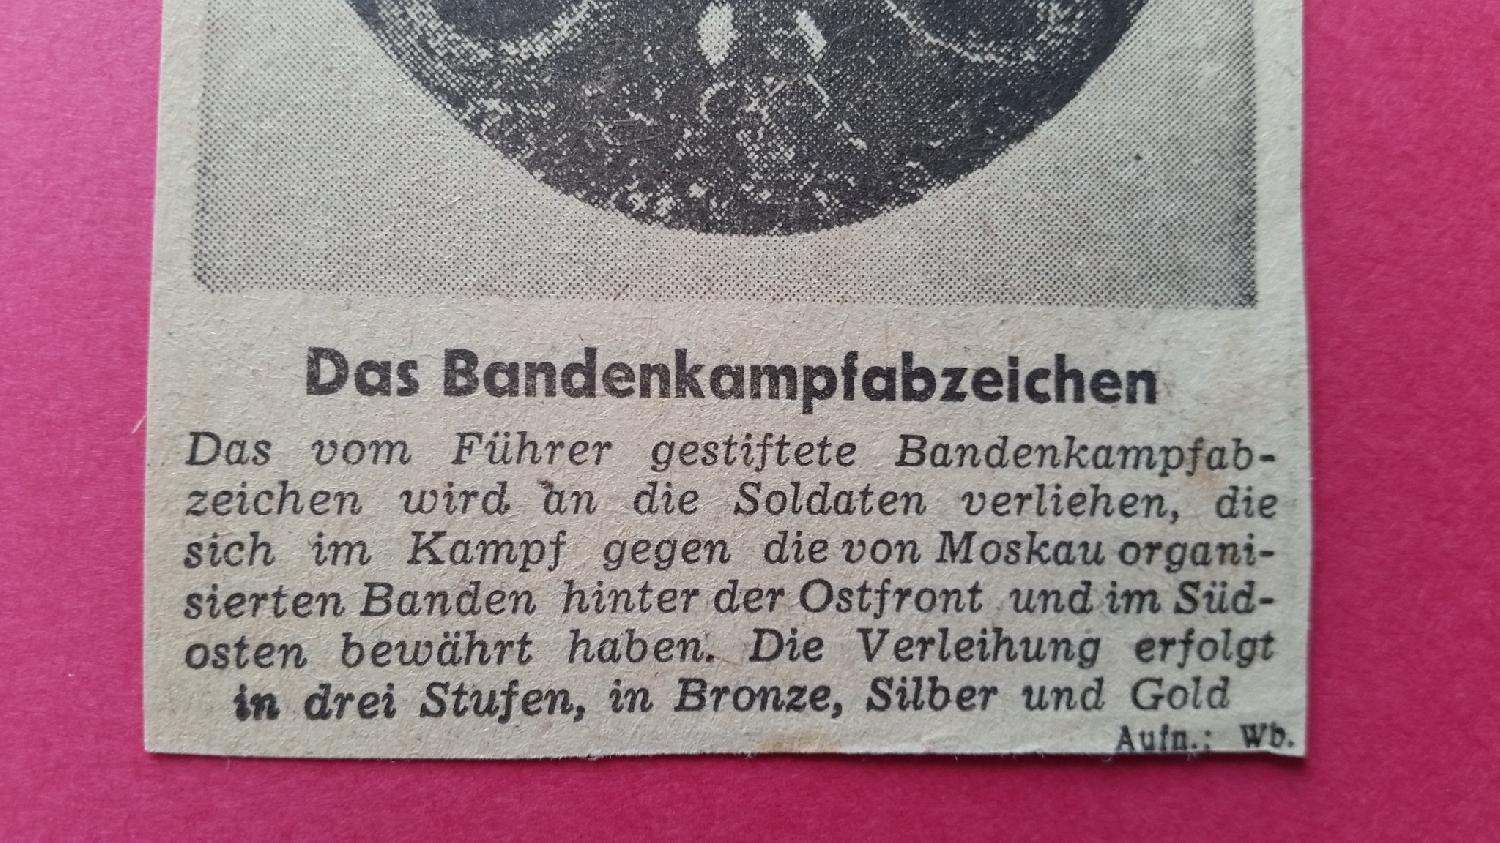 Das Bandenkampfabzeichen
Das vom Führer gestiftete Bandenkampfab-
zeichen wird an die Soldaten verliehen, die
sich im Kampf gegen die von Moskau organi-
sierten Banden hinter der Ostfront und im Süd-
osten bewährt haben. Die Verleihung erfolgt
in drei Stufen, in Bronze, Silber und Gold
Aufn.: Wb.